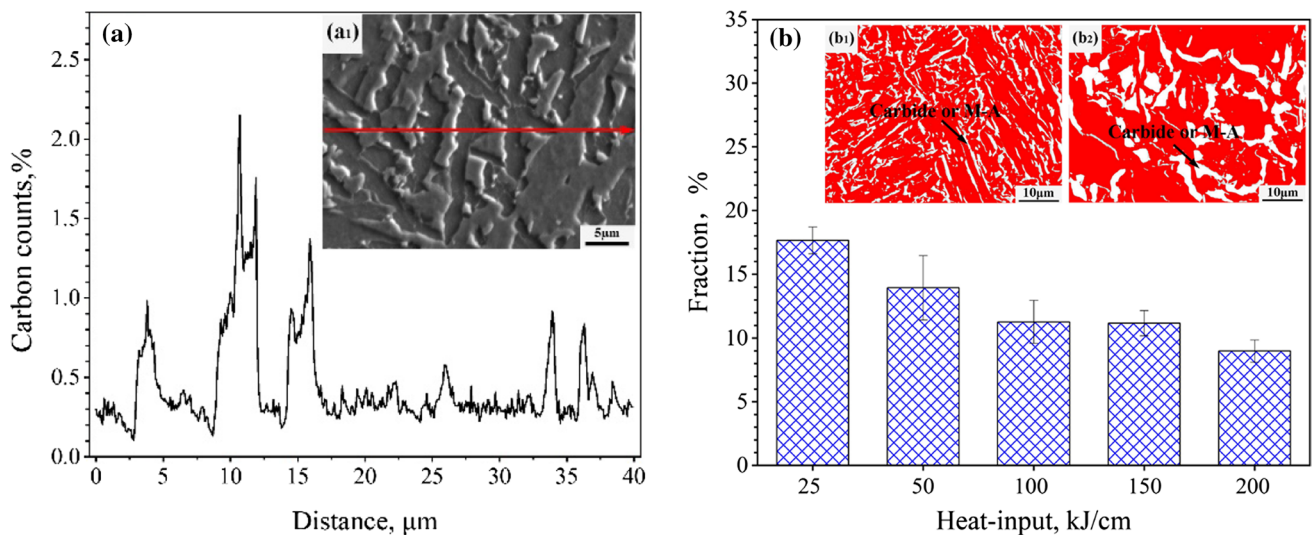 (a)
(a1)
5μm
2.5
2.0
1.5
1.0
0.5
0.0
Carbon counts,%
0 5 10 15 20 25 30 35 40
Distance, μm
(b)
(b1)
Carbide or M-A
10μm
(b2)
Carbide or M-A
10μm
35
30
25
20
15
10
5
0
Fraction, %
25 50 100 150 200
Heat-input, kJ/cm